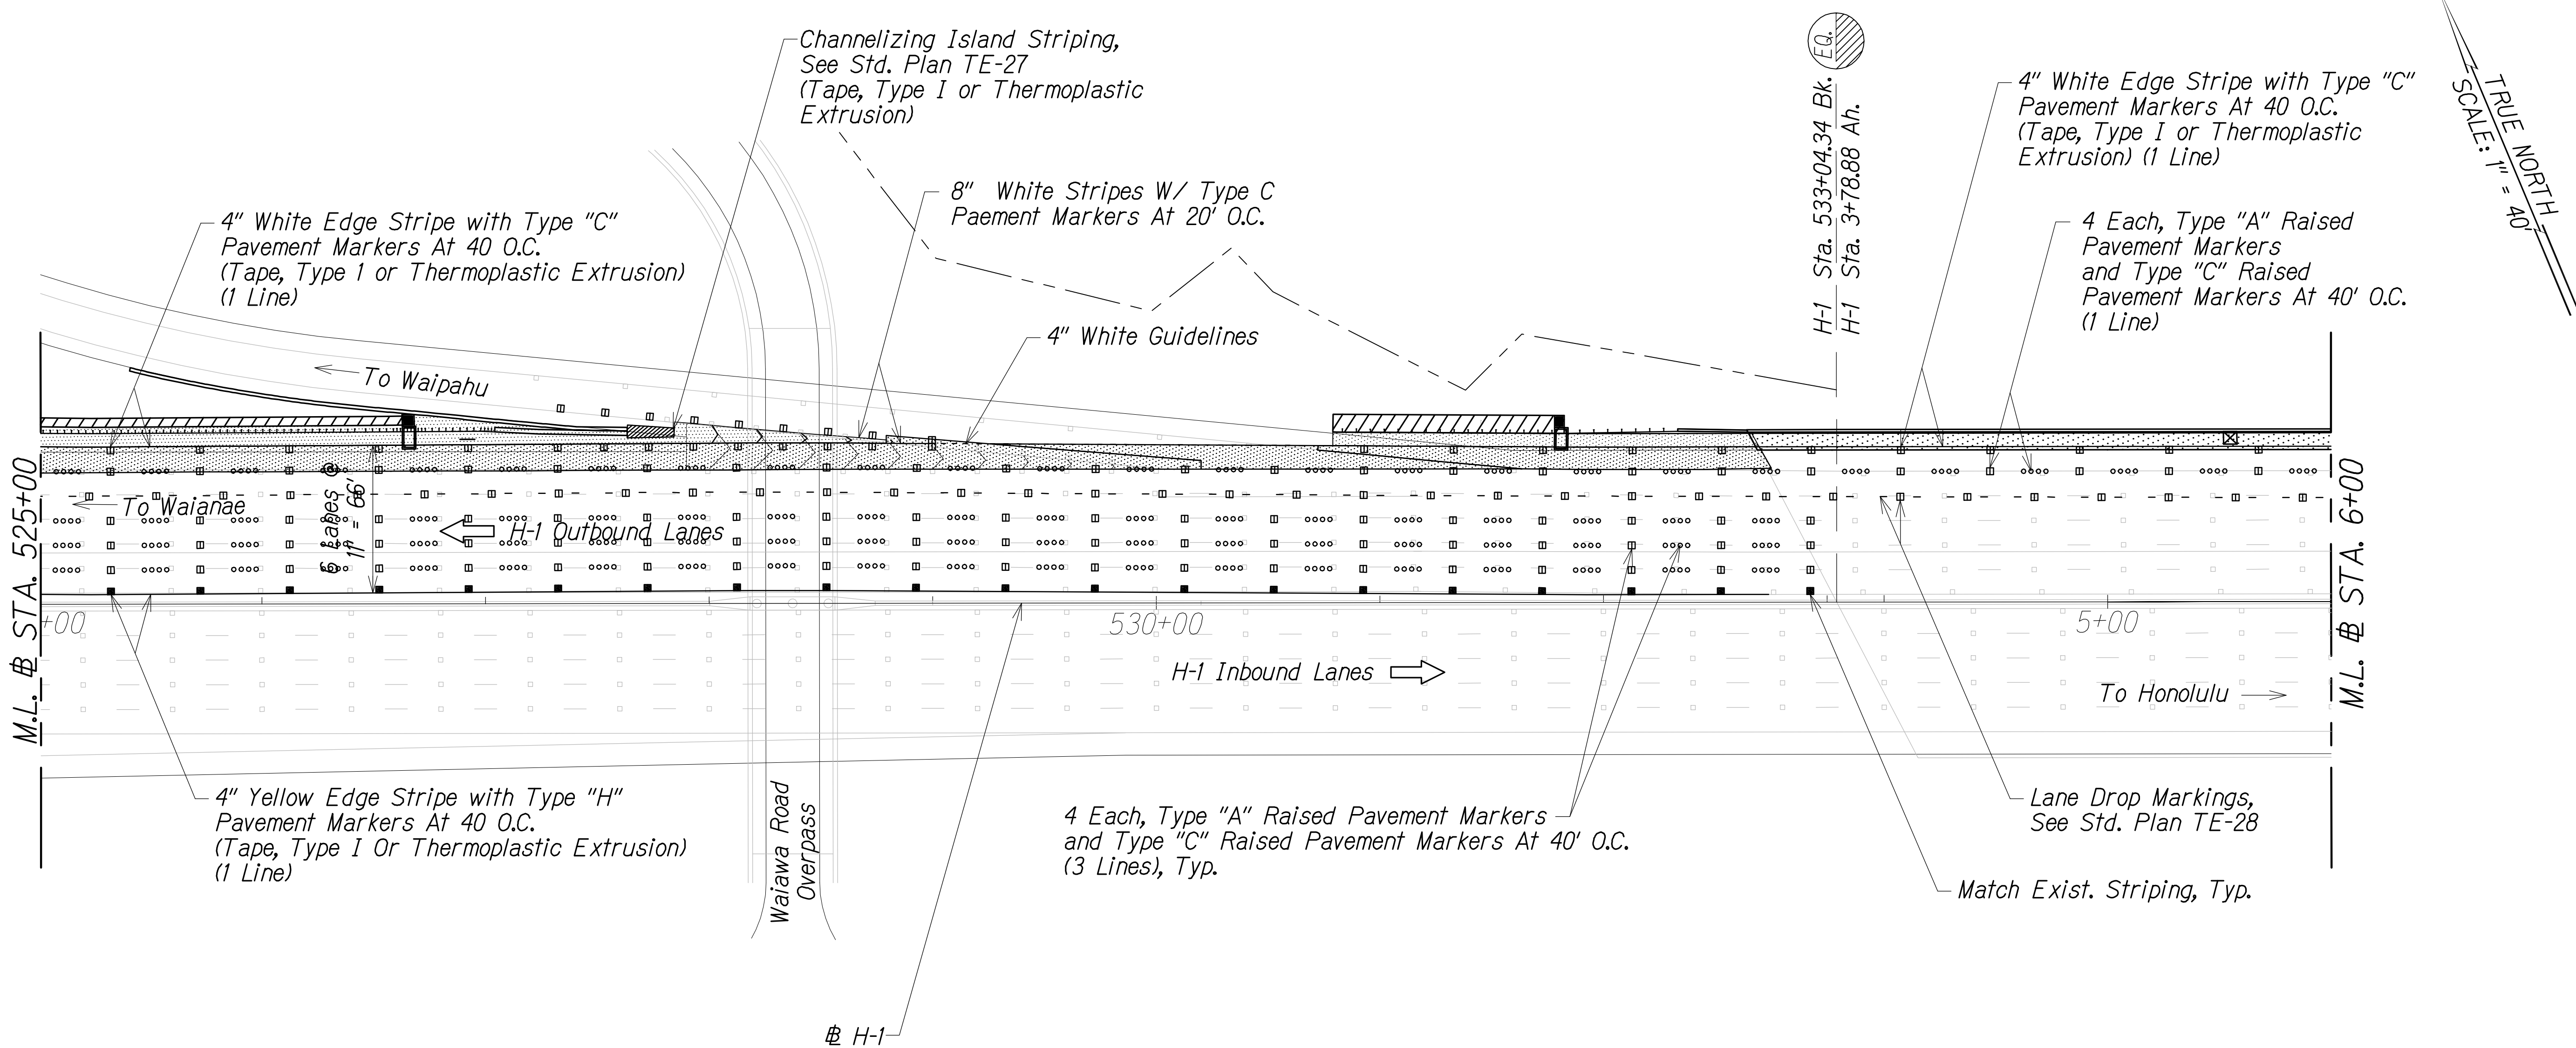 Channelizing Island Striping,
See Std. Plan TE-27
(Tape, Type I or Thermoplastic
Extrusion)
EQ.
H-1 Sta. 533+04.34 Bk.
H-1 Sta. 3+78.88 Ah.
4" White Edge Stripe with Type "C"
Pavement Markers At 40 O.C.
(Tape, Type I or Thermoplastic
Extrusion) (1 Line)
TRUE NORTH
SCALE: 1" = 40'
8" White Stripes W/ Type C
Paement Markers At 20' O.C.
4" White Edge Stripe with Type "C"
Pavement Markers At 40 O.C.
(Tape, Type 1 or Thermoplastic Extrusion)
(1 Line)
4 Each, Type "A" Raised
Pavement Markers
and Type "C" Raised
Pavement Markers At 40' O.C.
(1 Line)
4" White Guidelines
To Waipahu
M.L. BL STA. 525+00
To Waianae
6 Lanes @
11' = 66'
H-1 Outbound Lanes
M.L. BL STA. 6+00
+00
530+00
5+00
H-1 Inbound Lanes
To Honolulu
4" Yellow Edge Stripe with Type "H"
Pavement Markers At 40 O.C.
(Tape, Type I Or Thermoplastic Extrusion)
(1 Line)
Waiawa Road
Overpass
4 Each, Type "A" Raised Pavement Markers
and Type "C" Raised Pavement Markers At 40' O.C.
(3 Lines), Typ.
Lane Drop Markings,
See Std. Plan TE-28
Match Exist. Striping, Typ.
BL H-1